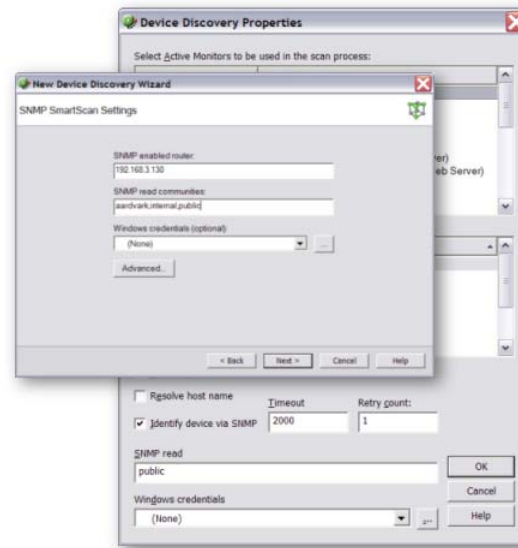 Device Discovery Properties
Select Active Monitors to be used in the scan process:
New Device Discovery Wizard
SNMP SmartScan Settings
SNMP enabled router:
192.168.3.130
SNMP read communities:
aardvark,internal,public
Windows credentials (optional)
(None)
...
Advanced...
< Back
Next >
Cancel
Help
er)
eb Server)
Resolve host name
Identify device via SNMP
Timeout
2000
Retry count:
1
SNMP read
public
Windows credentials
(None)
...
OK
Cancel
Help